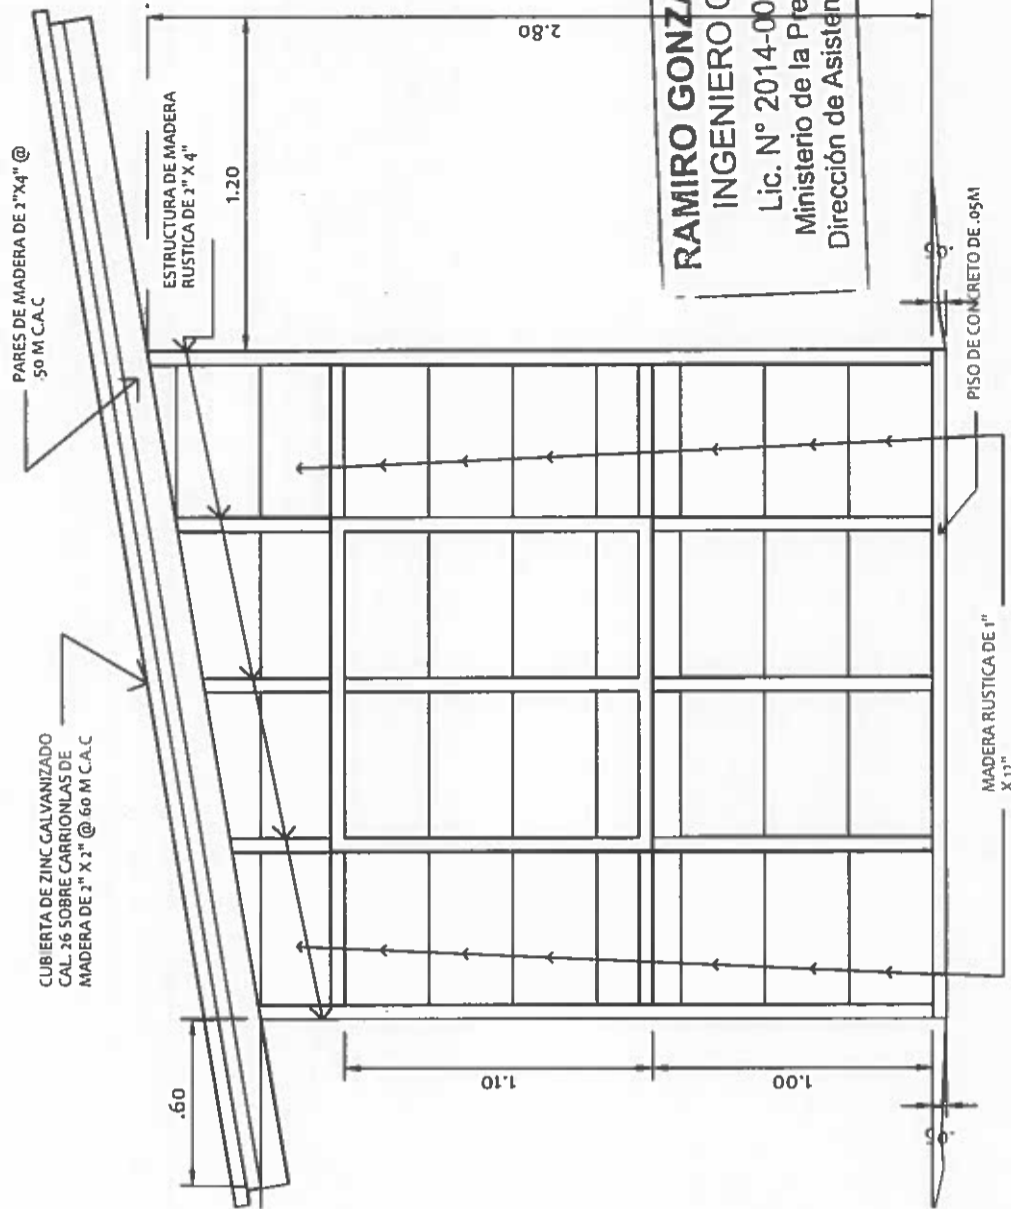 PARES DE MADERA DE 2"X4" @
.50 M C.A.C
ESTRUCTURA DE MADERA
RUSTICA DE 2" X 4"
CUBIERTA DE ZINC GALVANIZADO
CAL. 26 SOBRE CARRIONLAS DE
MADERA DE 2" X 2" @ 60 M C.A.C
1.20
2.80
.60
1.10
1.00
.05
.05
PISO DE CONCRETO DE .05M
MADERA RUSTICA DE 1"
X 12"
RAMIRO GONZA
INGENIERO C
Lic. N° 2014-00
Ministerio de la Pre
Dirección de Asisten